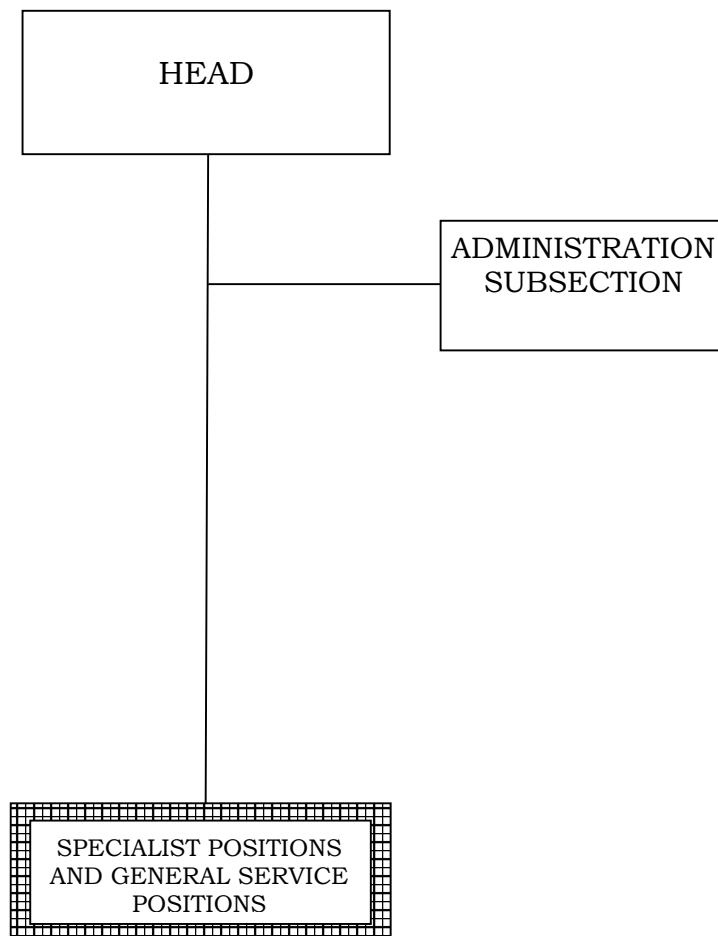 HEAD
ADMINISTRATION
SUBSECTION
SPECIALIST POSITIONS
AND GENERAL SERVICE
POSITIONS